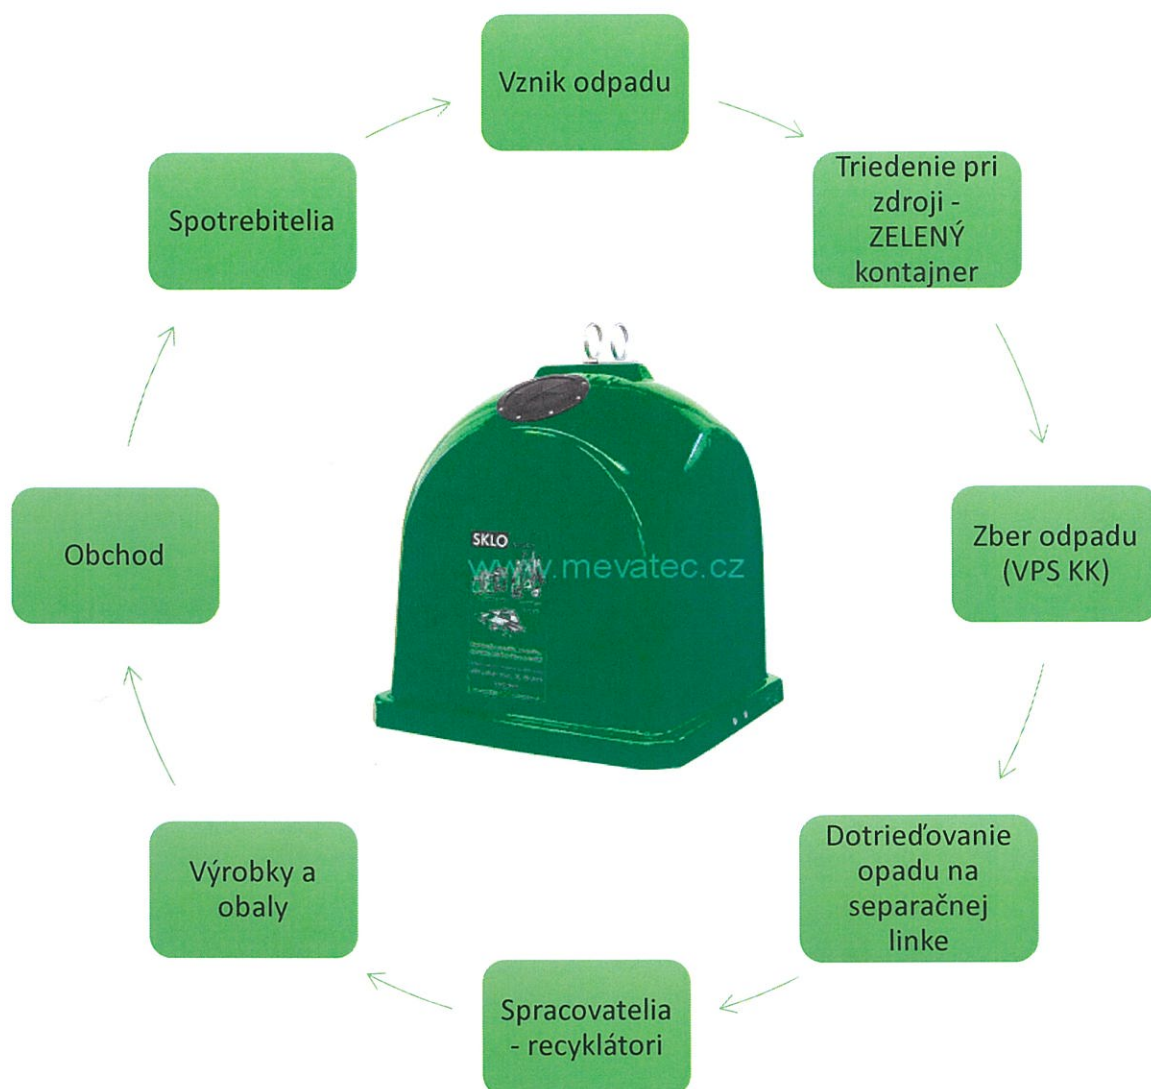 Vznik odpadu
Triedenie pri
zdroji -
ZELENÝ
kontajner
Zber odpadu
(VPS KK)
Dotrieďovanie
opadu na
separačnej
linke
Spracovatelia
- recyklátori
Výrobky a
obaly
Obchod
Spotrebitelia
SKLO
www.mevatec.cz